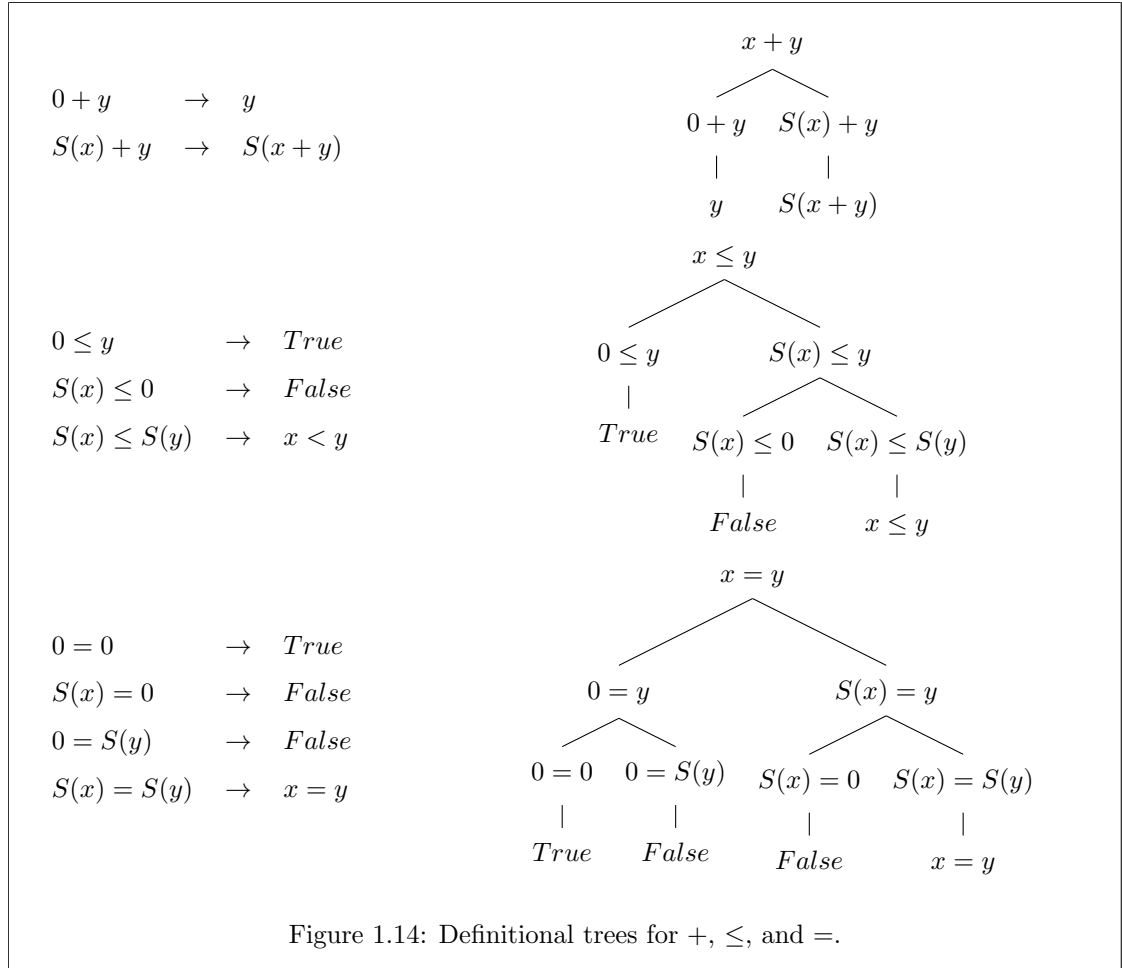 x + y
0 + y → y
0 + y S(x) + y
S(x) + y → S(x + y)
y S(x + y)
x ≤ y
0 ≤ y → True
0 ≤ y S(x) ≤ y
S(x) ≤ 0 → False
S(x) ≤ S(y) → x < y
True S(x) ≤ 0 S(x) ≤ S(y)
False x ≤ y
x = y
0 = 0 → True
S(x) = 0 → False
0 = y S(x) = y
0 = S(y) → False
S(x) = S(y) → x = y
0 = 0 0 = S(y) S(x) = 0 S(x) = S(y)
True False False x = y
Figure 1.14: Definitional trees for +, ≤, and =.